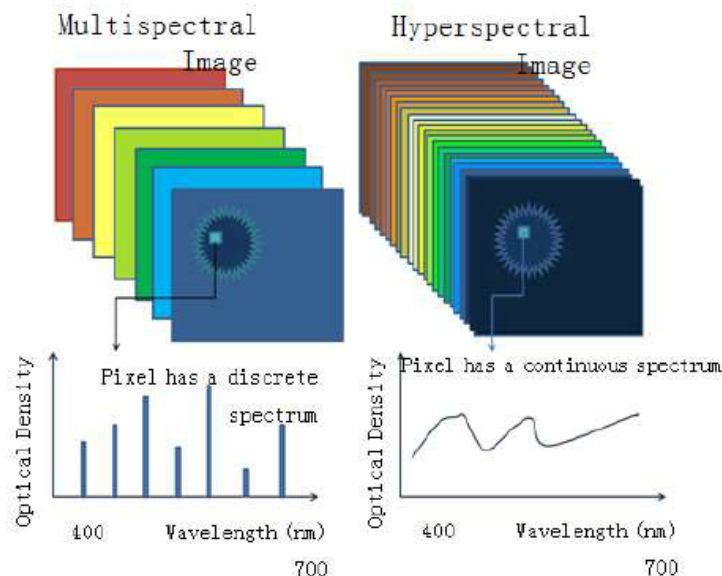 Multispectral
Image
Hyperspectral
Image
Pixel has a discrete
spectrum
Optical Density
400
Wavelength (nm)
700
Pixel has a continuous spectrum
Optical Density
400
Wavelength (nm)
700